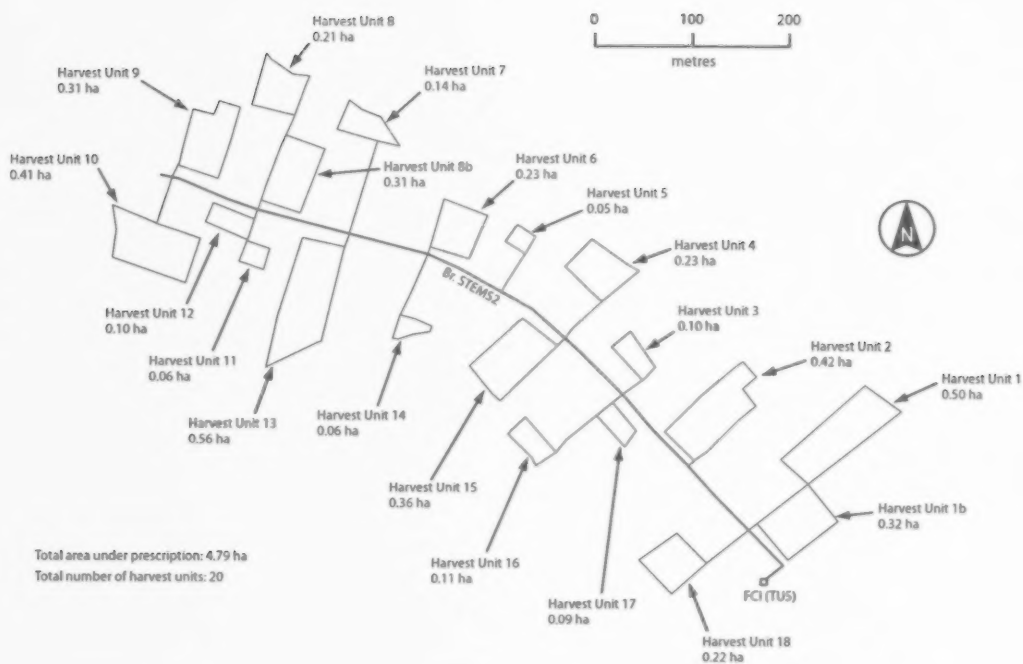 Harvest Unit 8
0.21 ha
0
100
200
metres
Harvest Unit 9
0.31 ha
Harvest Unit 7
0.14 ha
Harvest Unit 10
0.41 ha
Harvest Unit 8b
0.31 ha
Harvest Unit 6
0.23 ha
Harvest Unit 5
0.05 ha
Harvest Unit 4
0.23 ha
N
Br. STEMS2
Harvest Unit 12
0.10 ha
Harvest Unit 3
0.10 ha
Harvest Unit 11
0.06 ha
Harvest Unit 2
0.42 ha
Harvest Unit 1
0.50 ha
Harvest Unit 13
0.56 ha
Harvest Unit 14
0.06 ha
Harvest Unit 15
0.36 ha
Harvest Unit 1b
0.32 ha
Total area under prescription: 4.79 ha
Total number of harvest units: 20
Harvest Unit 16
0.11 ha
FCI (TUS)
Harvest Unit 17
0.09 ha
Harvest Unit 18
0.22 ha